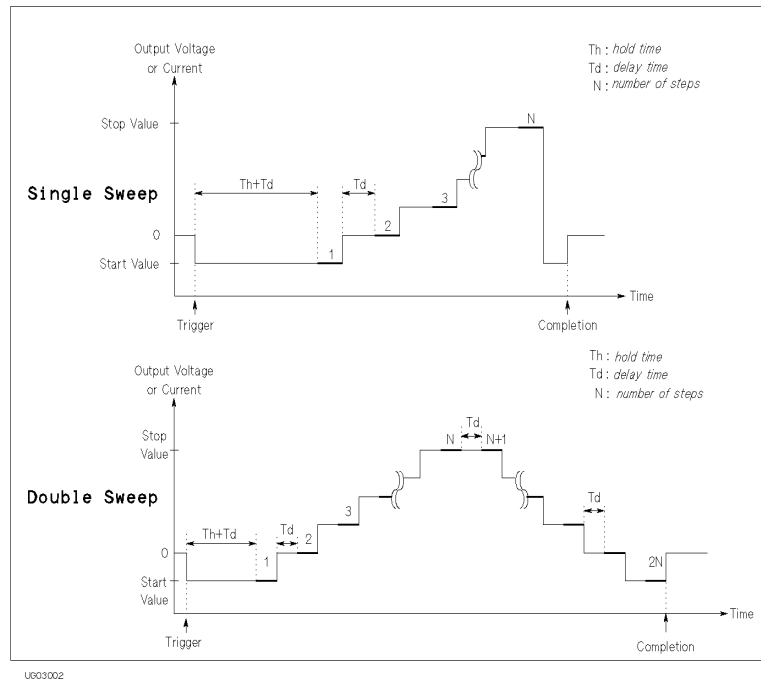 Output Voltage
or Current
Th : hold time
Td : delay time
N : number of steps
Stop Value
N
Single Sweep
Th+Td
Td
3
2
0
1
Start Value
Time
Trigger
Completion
Output Voltage
or Current
Th : hold time
Td : delay time
N : number of steps
Stop
Value
N
Td
N+1
Double Sweep
3
Td
Th+Td
Td
2
0
1
2N
Start
Value
Time
Trigger
Completion
UG03002